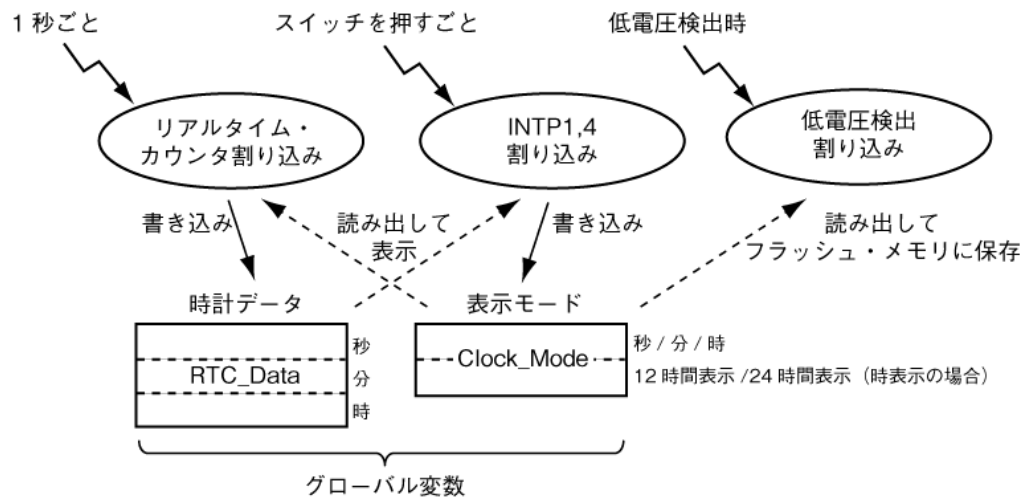 1秒ごと
スイッチを押すごと
低電圧検出時
リアルタイム・
カウンタ割り込み
INTP1,4
割り込み
低電圧検出
割り込み
書き込み
読み出して
表示
書き込み
読み出して
フラッシュ・メモリに保存
時計データ
表示モード
秒
RTC_Data
分
時
Clock_Mode
秒 / 分 / 時
12時間表示 /24時間表示（時表示の場合）
グローバル変数